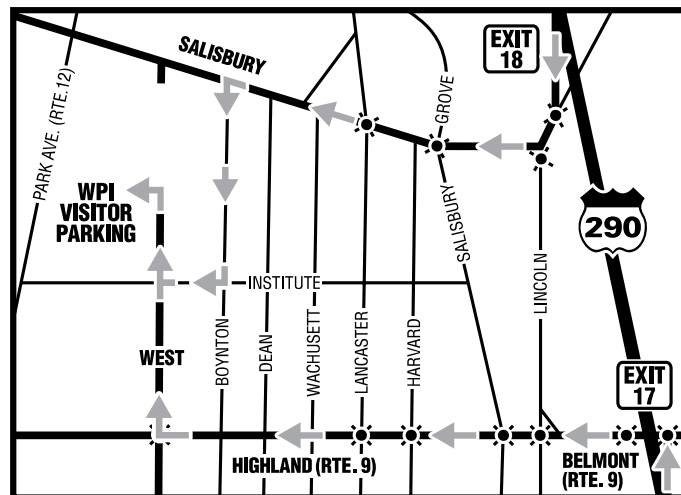 SALISBURY
EXIT
18
PARK AVE. (RTE.12)
GROVE
WPI
VISITOR
PARKING
290
SALISBURY
INSTITUTE
LINCOLN
WEST
BOYNTON
DEAN
WACHUSETT
LANCASTER
HARVARD
EXIT
17
HIGHLAND (RTE. 9)
BELMONT
(RTE. 9)